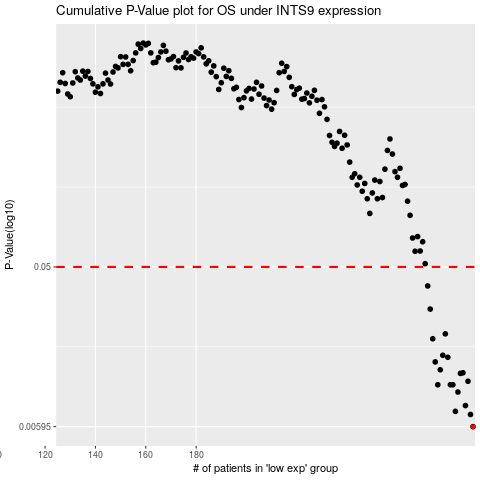 Cumulative P-Value plot for OS under INTS9 expression
P-Value(log10)
0.05
0.00595
0 120 140 160 180
# of patients in 'low exp' group